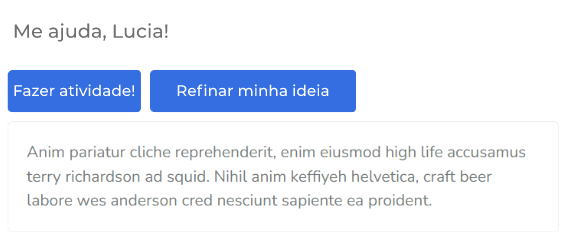 Me ajuda, Lucia!
Fazer atividade!
Refinar minha ideia
Anim pariatur cliche reprehenderit, enim eiusmod high life accusamus
terry richardson ad squid. Nihil anim keffiyeh helvetica, craft beer
labore wes anderson cred nesciunt sapiente ea proident.